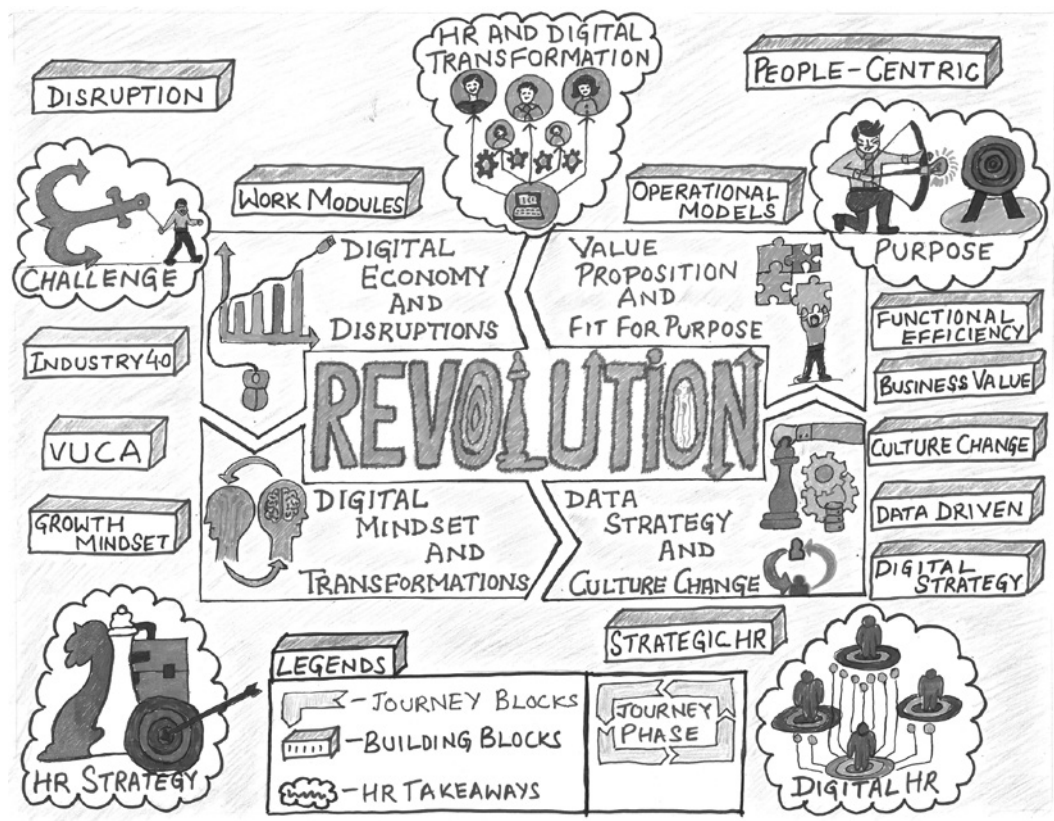 HR AND DIGITAL
TRANSFORMATION
DISRUPTION
PEOPLE-CENTRIC
WORK MODULES
OPERATIONAL
MODELS
CHALLENGE
PURPOSE
DIGITAL
ECONOMY
AND
DISRUPTIONS
VALUE
PROPOSITION
AND
FIT FOR PURPOSE
INDUSTRY 40
VUCA
GROWTH
MINDSET
REVOLUTION
FUNCTIONAL
EFFICIENCY
BUSINESS VALUE
CULTURE CHANGE
DATA DRIVEN
DIGITAL
STRATEGY
DIGITAL
MINDSET
AND
TRANSFORMATIONS
DATA
STRATEGY
AND
CULTURE CHANGE
HR STRATEGY
LEGENDS
- JOURNEY BLOCKS
- BUILDING BLOCKS
- HR TAKEAWAYS
STRATEGIC HR
JOURNEY
PHASE
DIGITAL HR